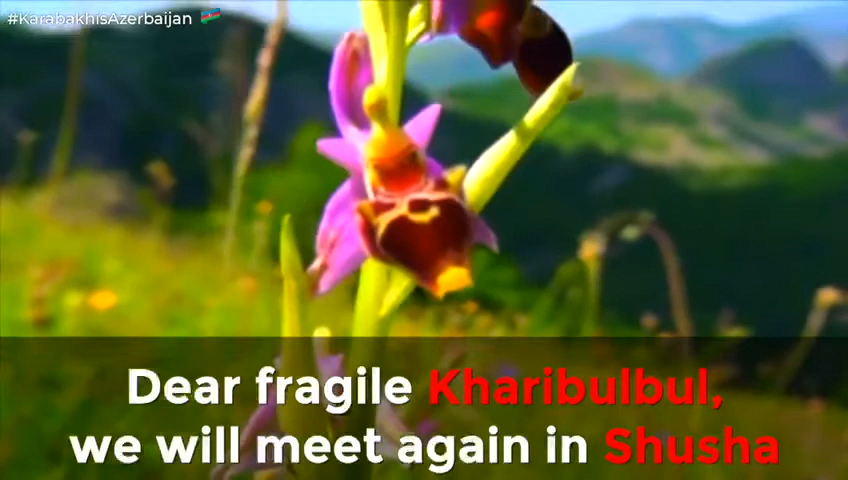 #KarabakhisAzerbaijan
Dear fragile Kharibulbul,
we will meet again in Shusha